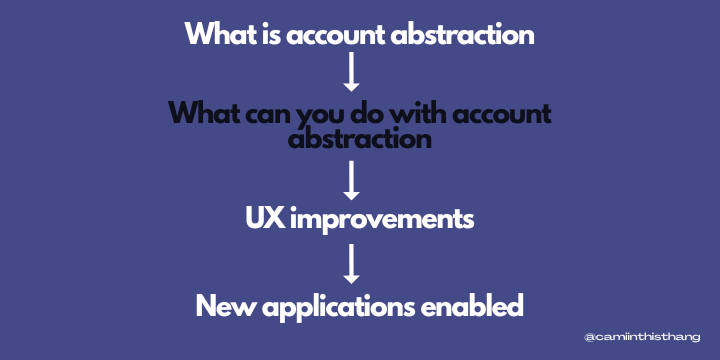 What is account abstraction
What can you do with account
abstraction
UX improvements
New applications enabled
@camiinthisthang